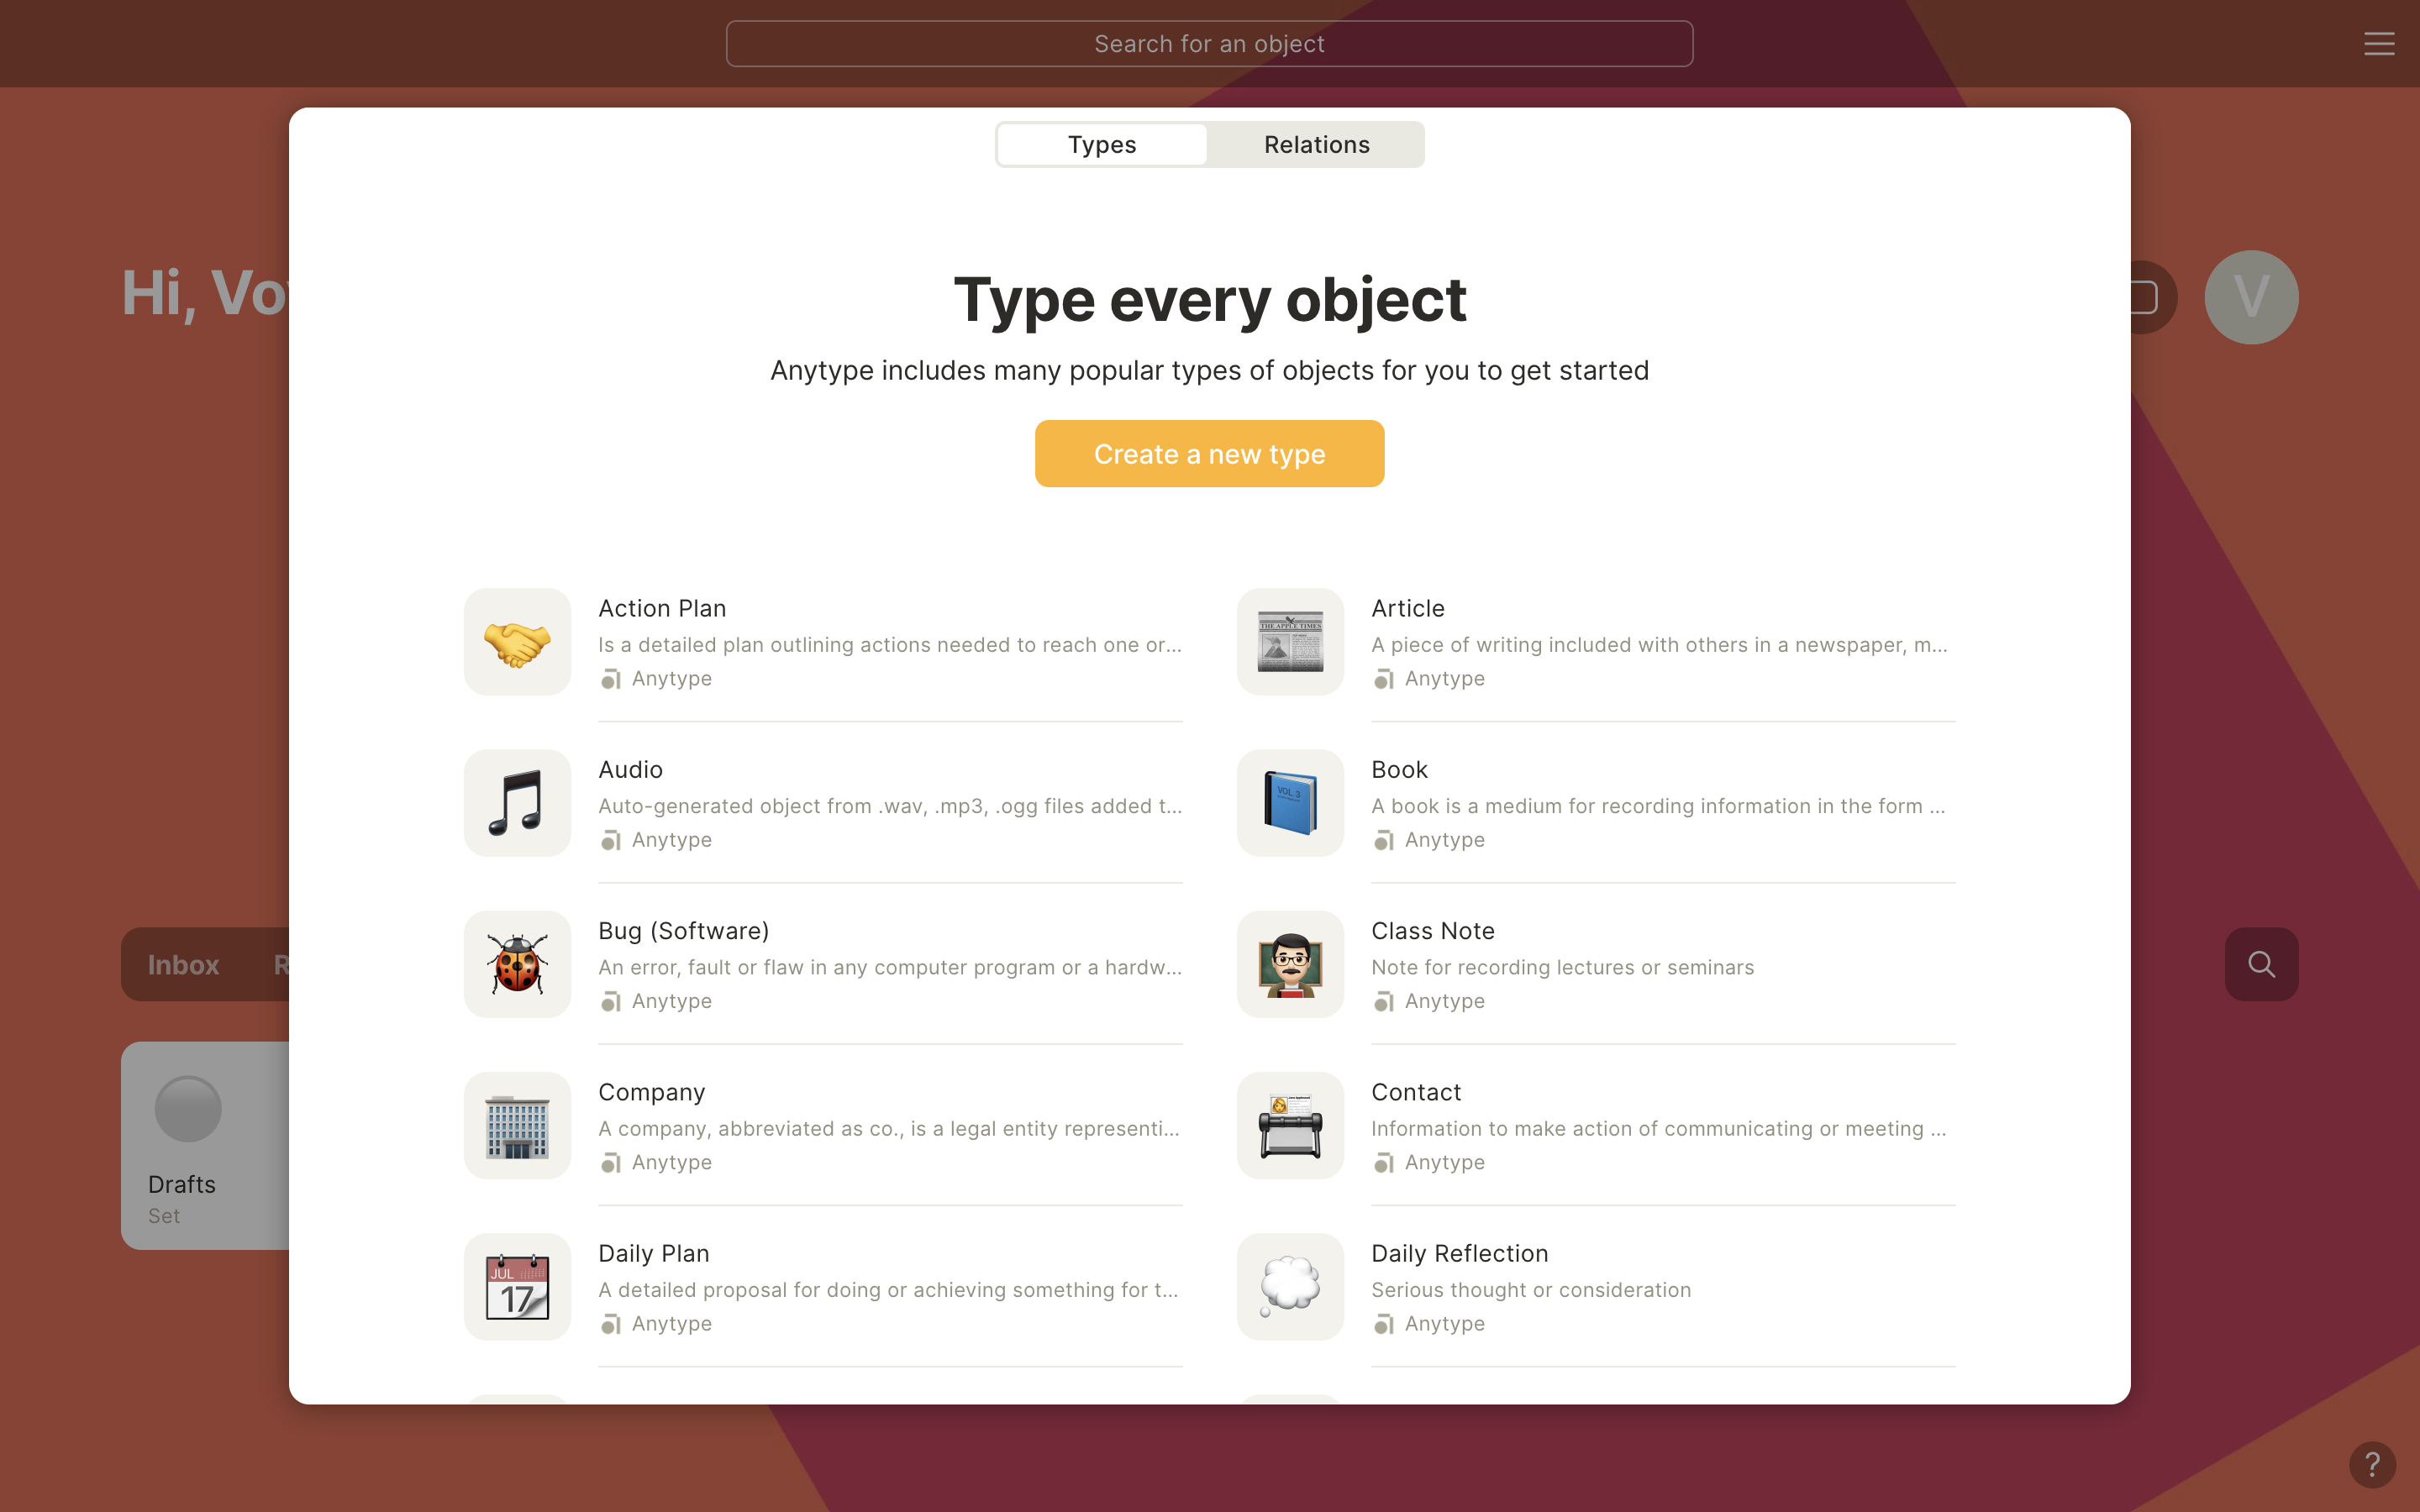 Search for an object
Types
Relations
Hi, Vo
V
Type every object
Anytype includes many popular types of objects for you to get started
Create a new type
Action Plan
Is a detailed plan outlining actions needed to reach one or...
Anytype
Article
A piece of writing included with others in a newspaper, m...
Anytype
THE APPLE TIMES
Audio
Auto-generated object from .wav, .mp3, .ogg files added t...
Anytype
Book
A book is a medium for recording information in the form ...
Anytype
VOL. 3
Bug (Software)
An error, fault or flaw in any computer program or a hardw...
Anytype
Class Note
Note for recording lectures or seminars
Anytype
Inbox
R
Company
A company, abbreviated as co., is a legal entity representi...
Anytype
Contact
Information to make action of communicating or meeting ...
Anytype
Drafts
Set
Daily Plan
A detailed proposal for doing or achieving something for t...
Anytype
JUL
17
Daily Reflection
Serious thought or consideration
Anytype
?